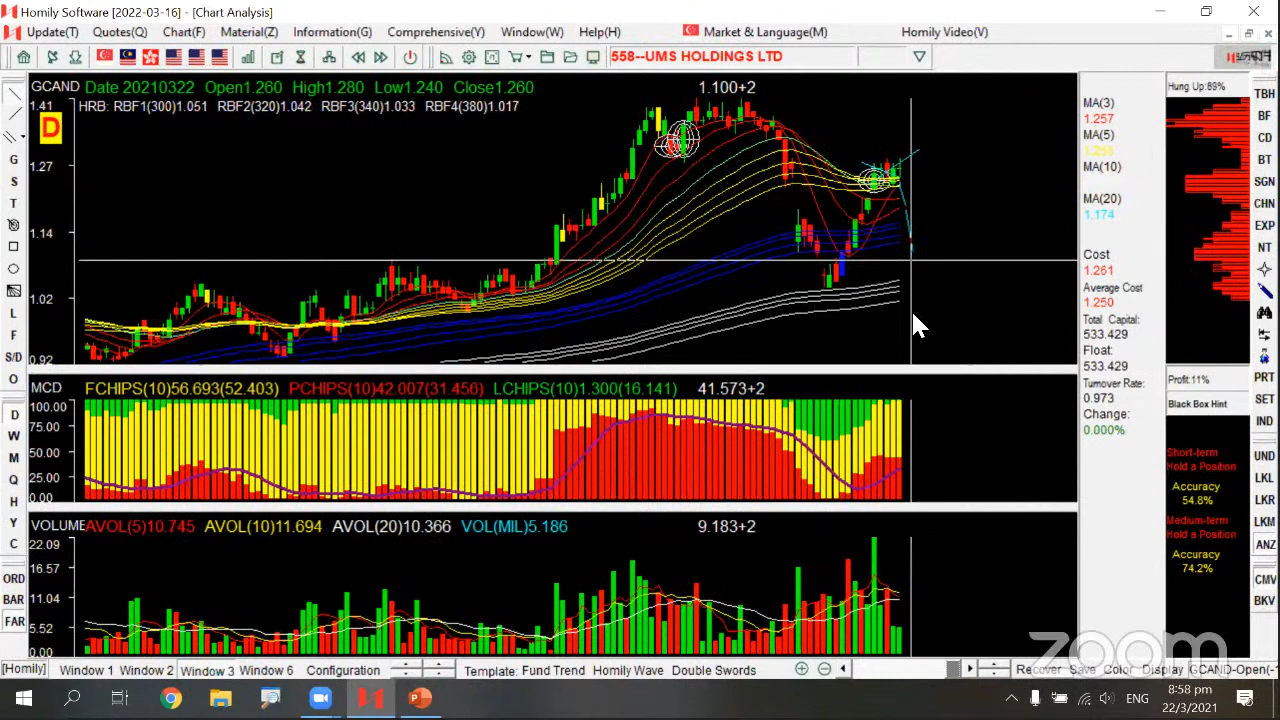 Homily Software [2022-03-16] - [Chart Analysis]
Update(T) Quotes(Q) Chart(F) Material(Z) Information(G) Comprehensive(Y) Window(W) Help(H) Market & Language(M) Homily Video(V)
558--UMS HOLDINGS LTD
GCAND Date 20210322 Open1.260 High1.280 Low1.240 Close1.260 1.100+2
1.41 HRB: RBF1(300)1.051 RBF2(320)1.042 RBF3(340)1.033 RBF4(380)1.017
D
1.27
1.14
1.02
0.92
MCD FCHIPS(10)56.693(52.403) PCHIPS(10)42.007(31.456) LCHIPS(10)1.300(16.141) 41.573+2
100.00
75.00
50.00
25.00
0.00
VOLUME AVOL(5)10.745 AVOL(10)11.694 AVOL(20)10.366 VOL(MIL)5.186 9.183+2
22.09
16.57
11.04
5.52
0.00
G
S
T
L
F
S/D
O
D
W
M
Q
H
Y
C
ORD
BAR
FAR
MA(3)
1.257
MA(5)
MA(10)
MA(20)
1.174
Cost
1.261
Average Cost
1.250
Total Capital:
533.429
Float:
533.429
Turnover Rate:
0.973
Change:
0.000%
Hung Up:89%
Profit:11%
Black Box Hint
Short-term
Hold a Position
Accuracy
54.8%
Medium-term
Hold a Position
Accuracy
74.2%
TBH
BF
CD
BT
SGN
CHN
EXP
NT
PRT
SET
IND
UND
LKL
LKR
LKM
ANZ
CMV
BKV
zoom
[Homily] Window 1 Window 2 Window 3 Window 6 Configuration Template: Fund Trend Homily Wave Double Swords Recover Save Color Display GCAND-Open(-
ENG
8:58 pm
22/3/2021